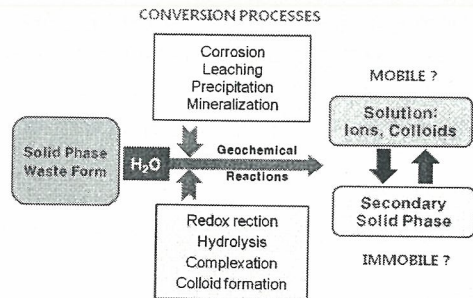 CONVERSION PROCESSES
Corrosion
Leaching
Precipitation
Mineralization
Solid Phase
Waste Form
H₂O
Geochemical
Reactions
Redox rection
Hydrolysis
Complexation
Colloid formation
MOBILE ?
Solution:
Ions, Colloids
Secondary
Solid Phase
IMMOBILE ?